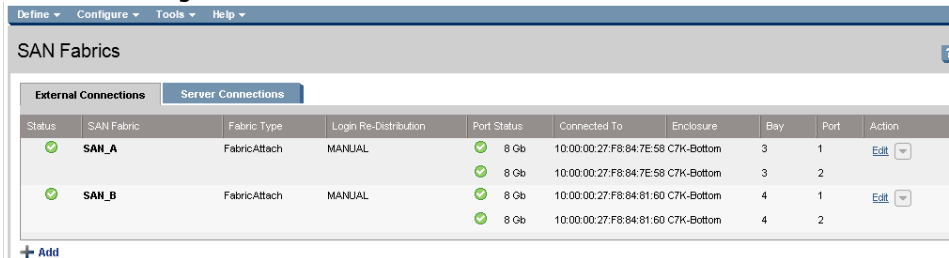 Define Configure Tools Help
SAN Fabrics
External Connections Server Connections
Status SAN Fabric Fabric Type Login Re-Distribution Port Status Connected To Enclosure Bay Port Action
SAN_A FabricAttach MANUAL 8 Gb 10:00:00:27:F8:84:7E:58 C7K-Bottom 3 1 Edit
8 Gb 10:00:00:27:F8:84:7E:58 C7K-Bottom 3 2
SAN_B FabricAttach MANUAL 8 Gb 10:00:00:27:F8:84:81:60 C7K-Bottom 4 1 Edit
8 Gb 10:00:00:27:F8:84:81:60 C7K-Bottom 4 2
+ Add